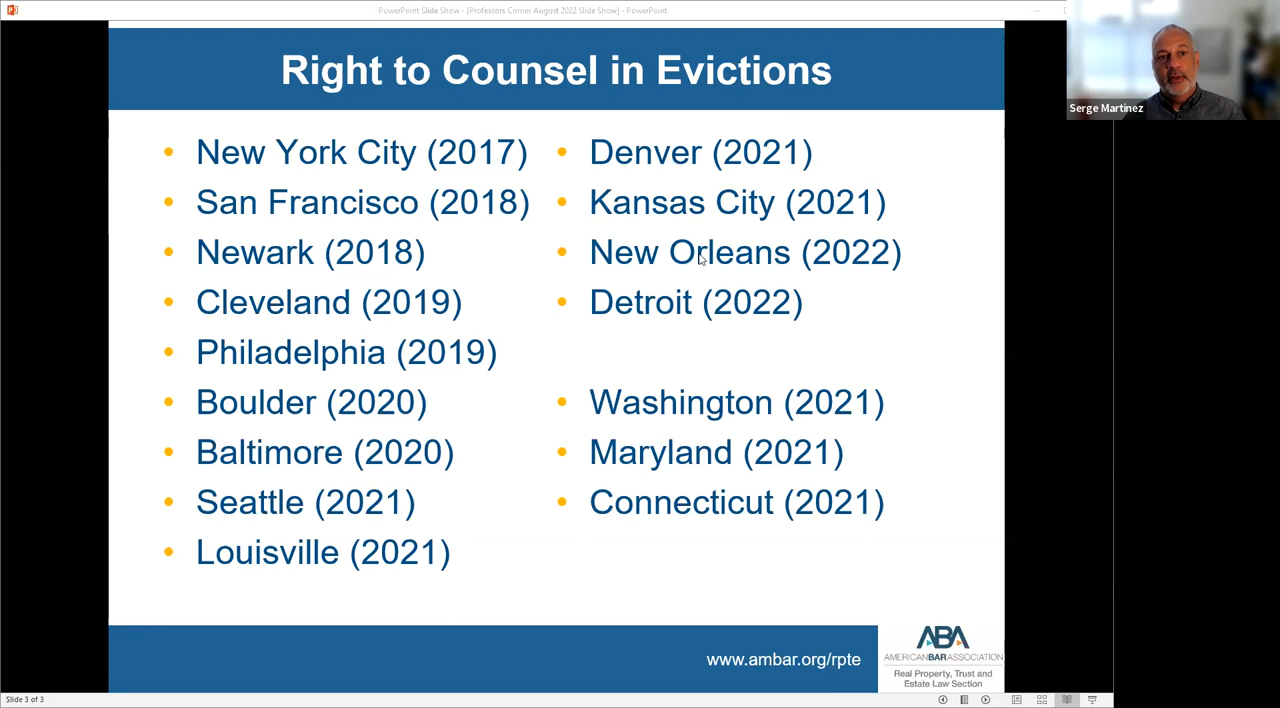 PowerPoint Slide Show - [Professors Corner August 2022 Slide Show] - PowerPoint
Serge Martinez
Right to Counsel in Evictions
• New York City (2017)
• San Francisco (2018)
• Newark (2018)
• Cleveland (2019)
• Philadelphia (2019)
• Boulder (2020)
• Baltimore (2020)
• Seattle (2021)
• Louisville (2021)
• Denver (2021)
• Kansas City (2021)
• New Orleans (2022)
• Detroit (2022)
• Washington (2021)
• Maryland (2021)
• Connecticut (2021)
www.ambar.org/rpte
ABA
AMERICANBARASSOCIATION
Real Property, Trust and
Estate Law Section
Slide 3 of 3